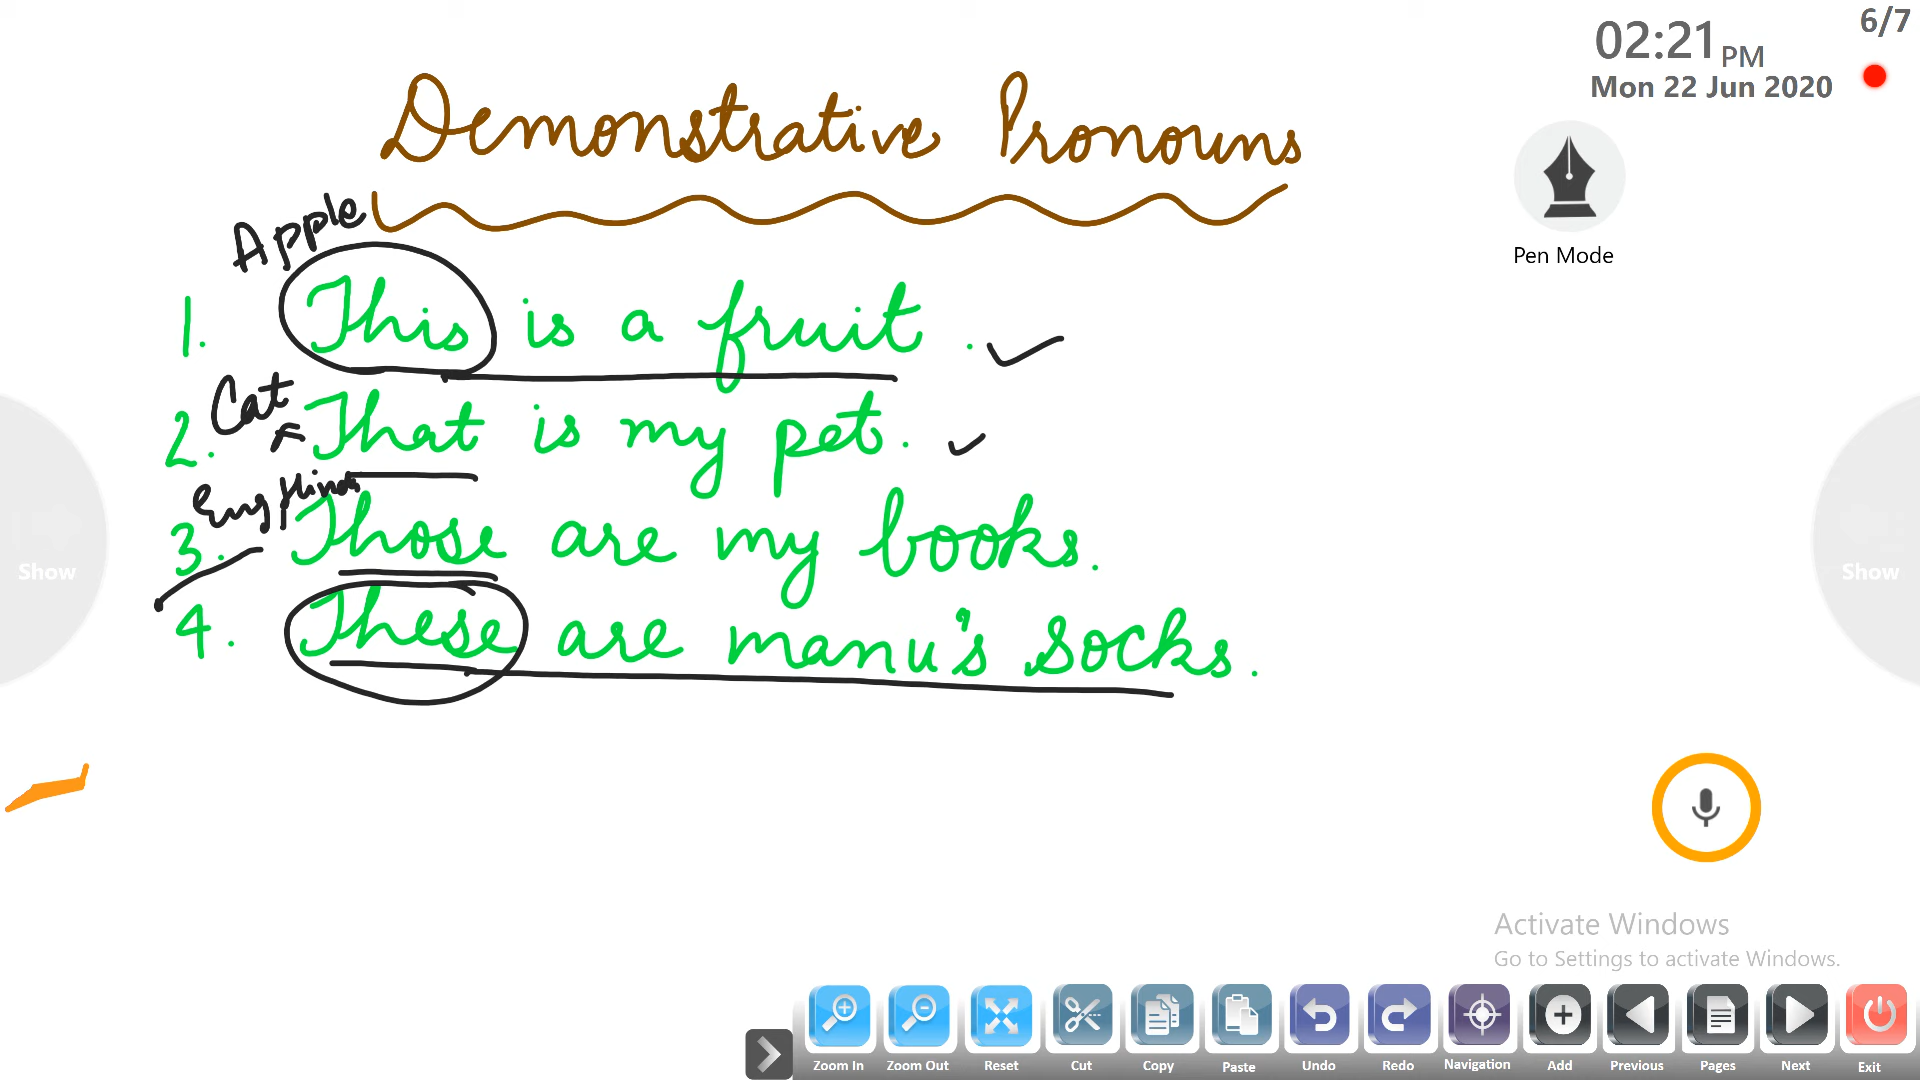 6/7
02:21 PM
Mon 22 Jun 2020
Demonstrative Pronouns
Pen Mode
Apple
1. This is a fruit.
Cat
2. That is my pet.
Eng Hindi
3. Those are my books.
4. These are manu's socks.
Show
Show
Activate Windows
Go to Settings to activate Windows.
Zoom In Zoom Out Reset Cut Copy Paste Undo Redo Navigation Add Previous Pages Next Exit